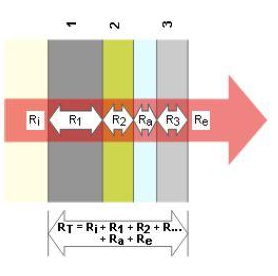 1 2 3
Ri R1 R2 Ra R3 Re
RT = Ri + R1 + R2 + R...
+ Ra + Re